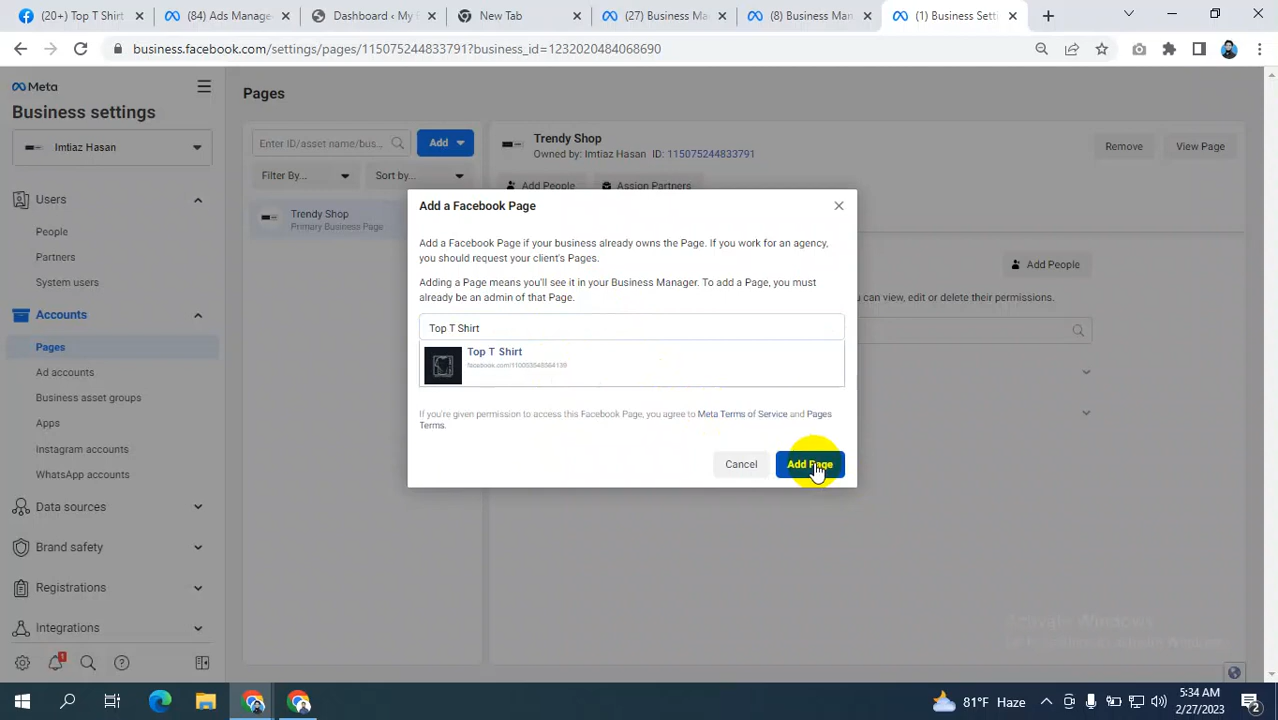 (20+) Top T Shirt
(84) Ads Manage
Dashboard ‹ My
New Tab
(27) Business Ma
(8) Business Man
(1) Business Sett
business.facebook.com/settings/pages/115075244833791?business_id=1232020484068690
Meta
Business settings
Imtiaz Hasan
Users
People
Partners
System users
Accounts
Pages
Ad accounts
Business asset groups
Apps
Instagram accounts
WhatsApp accounts
Data sources
Brand safety
Registrations
Integrations
1
Pages
Enter ID/asset name/bus...
Add
Filter By...
Sort by...
Trendy Shop
Primary Business Page
Trendy Shop
Owned by: Imtiaz Hasan ID: 115075244833791
Remove
View Page
Add People
Assign Partners
Add People
can view, edit or delete their permissions.
Add a Facebook Page
Add a Facebook Page if your business already owns the Page. If you work for an agency,
you should request your client's Pages.
Adding a Page means you'll see it in your Business Manager. To add a Page, you must
already be an admin of that Page.
Top T Shirt
Top T Shirt
If you're given permission to access this Facebook Page, you agree to Meta Terms of Service and Pages
Terms.
Cancel
Add Page
Activate Windows
81°F Haze
5:34 AM
2/27/2023
2